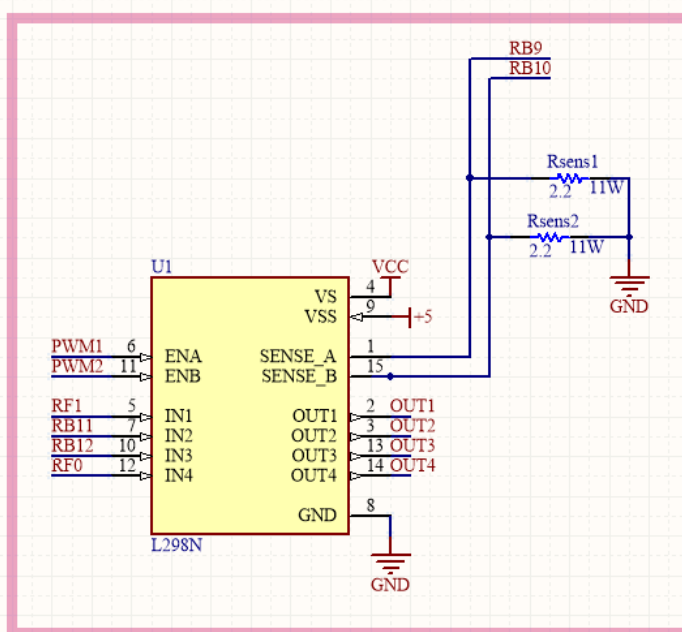 RB9
RB10
Rsens1
2.2 11W
Rsens2
2.2 11W
GND
U1
VCC
VS 4
VSS 9 +5
PWM1 6 ENA SENSE_A 1
PWM2 11 ENB SENSE_B 15
RF1 5 IN1 OUT1 2 OUT1
RB11 7 IN2 OUT2 3 OUT2
RB12 10 IN3 OUT3 13 OUT3
RF0 12 IN4 OUT4 14 OUT4
GND 8
L298N
GND